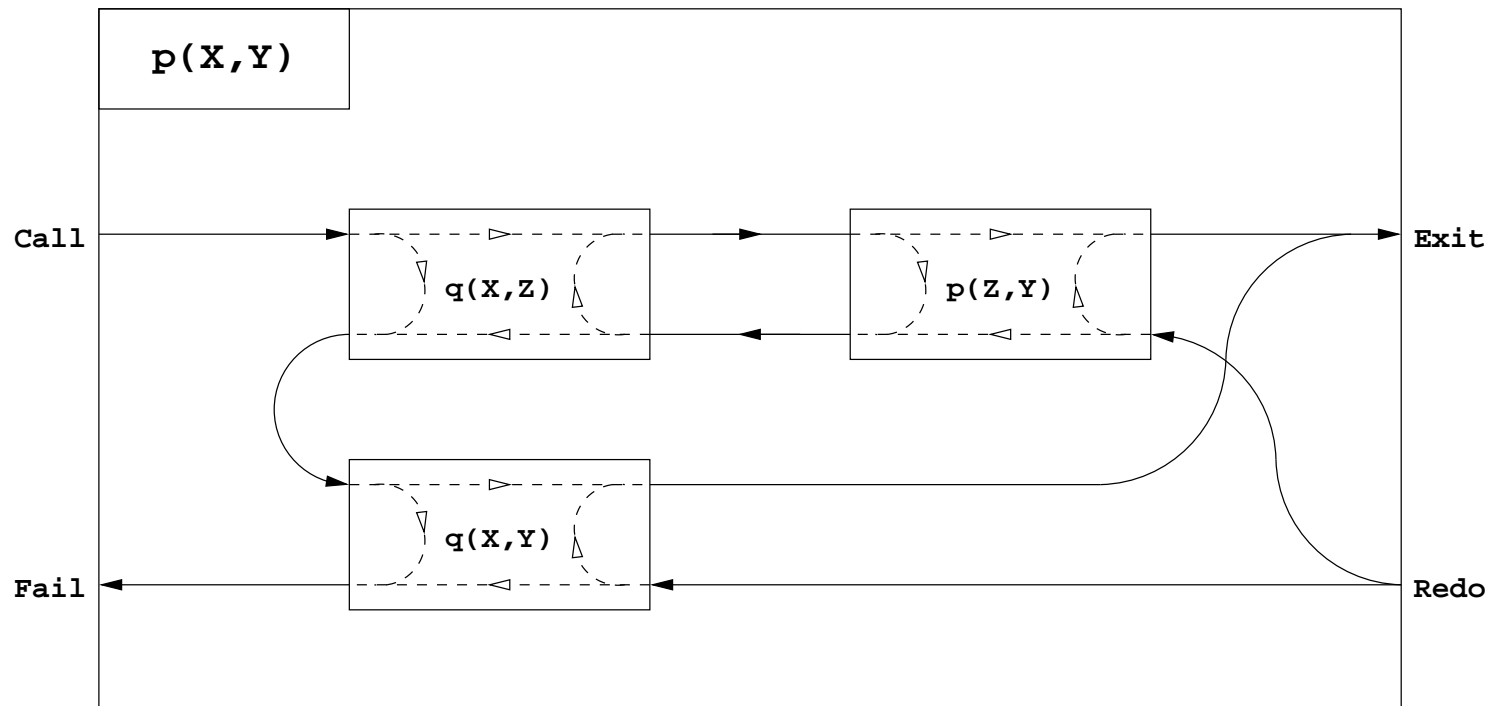 p(X,Y)
Call
q(X,Z)
p(Z,Y)
Exit
q(X,Y)
Fail
Redo